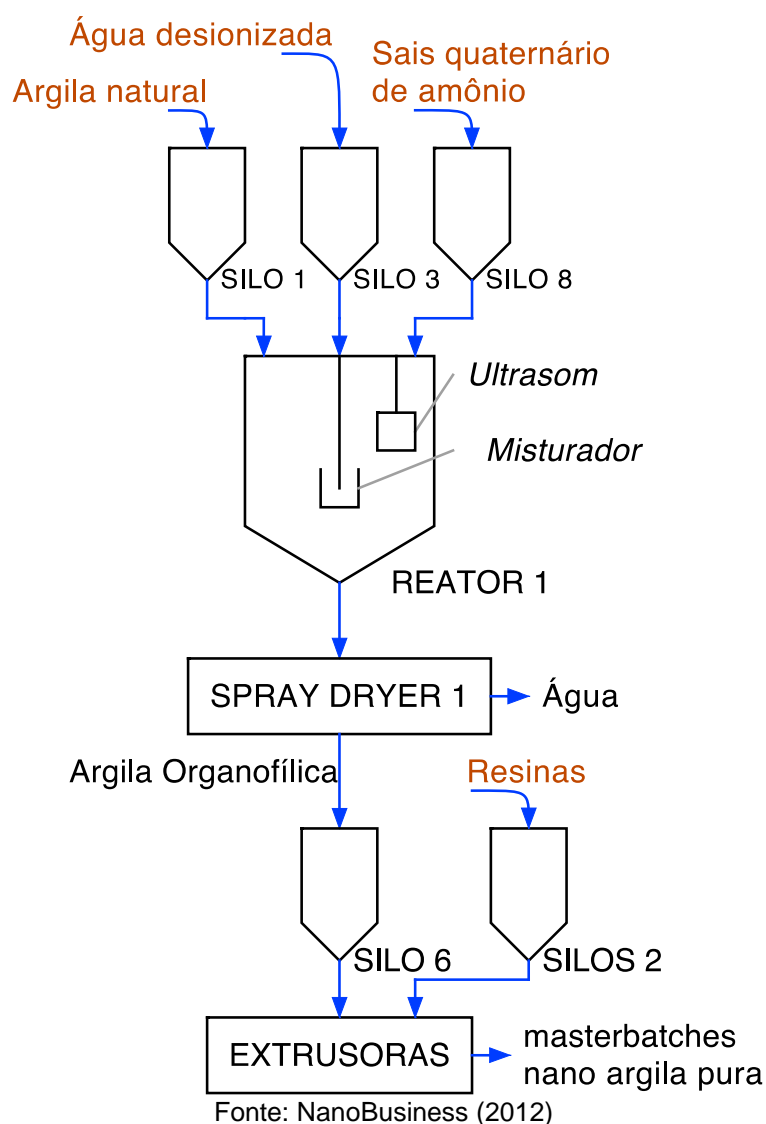 Água desionizada
Sais quaternário
de amônio
Argila natural
SILO 1
SILO 3
SILO 8
Ultrasom
Misturador
REATOR 1
SPRAY DRYER 1
Água
Argila Organofílica
Resinas
SILO 6
SILOS 2
EXTRUSORAS
masterbatches
nano argila pura
Fonte: NanoBusiness (2012)